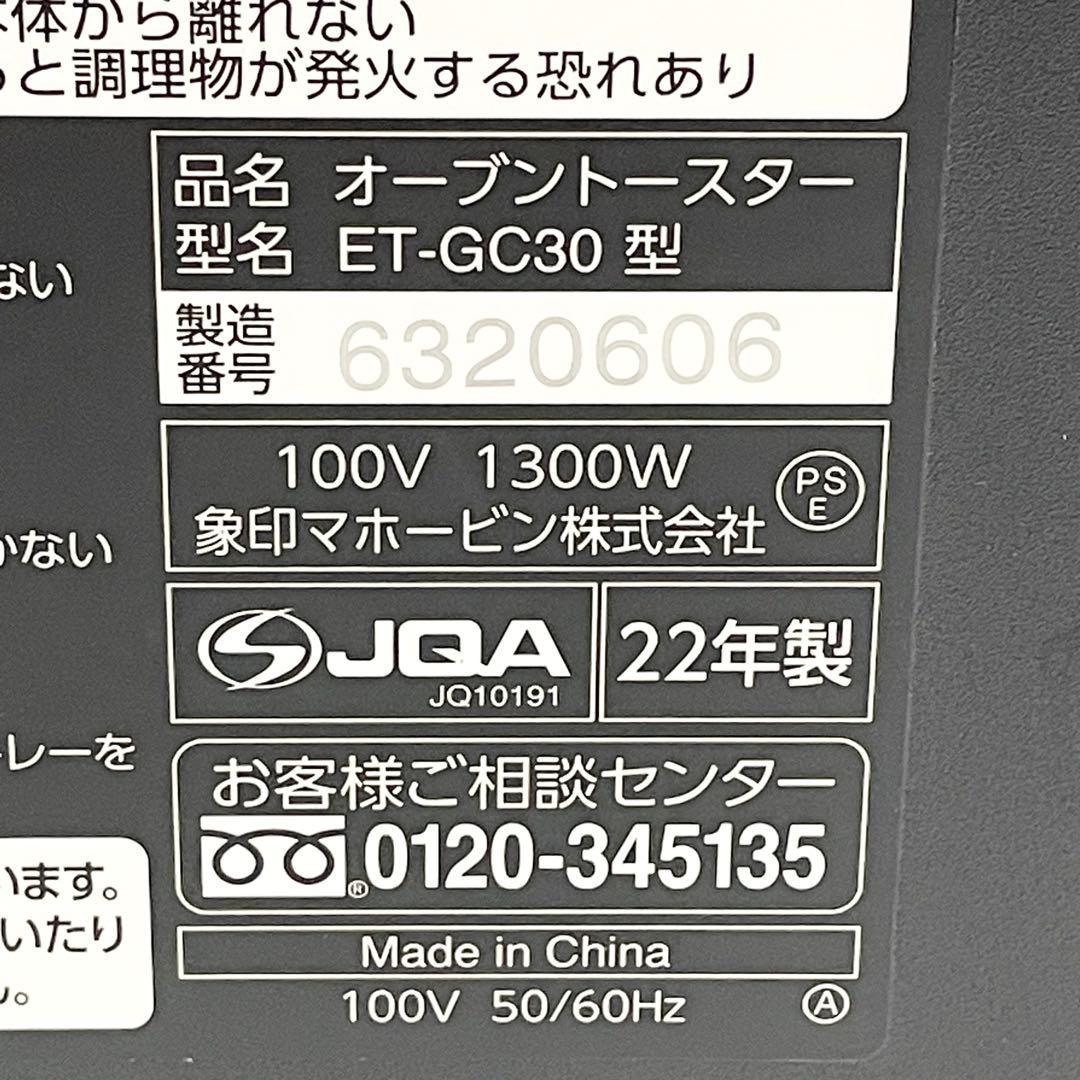 体から離れない
と調理物が発火する恐れあり
品名 オーブントースター
型名 ET-GC30 型
ない
製造
番号 6320606
100V 1300W
PS
E
象印マホービン株式会社
かない
JQA
JQ10191
22年製
トレーを
お客様ご相談センター
®0120-345135
います。
いたり
ん。
Made in China
100V 50/60Hz
A